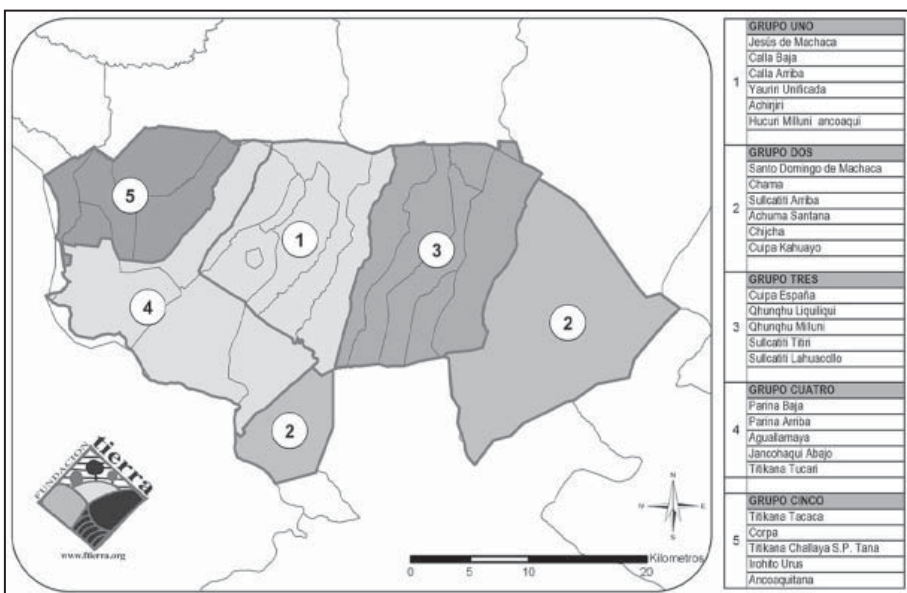 5
1
3
4
2
2
FUNDACION
tierra
www.ftierra.org
N
W E
S
Kilometros
0 5 10 20
1
GRUPO UNO
Jesús de Machaca
Calla Baja
Calla Arriba
Yauriri Unificada
Achiriri
Hucuri Milluni ancoaqui
2
GRUPO DOS
Santo Domingo de Machaca
Chama
Sullcatiti Arriba
Achuma Santana
Chijcha
Cuipa Kahuayo
3
GRUPO TRES
Cuipa España
Qhunqhu Liquiliqui
Qhunqhu Milluni
Sullcatiti Titiri
Sullcatiti Lahuacollo
4
GRUPO CUATRO
Parina Baja
Parina Arriba
Aguallamaya
Jancohaqui Abajo
Titikana Tucari
5
GRUPO CINCO
Titikana Tacaca
Corpa
Titikana Challaya S.P. Tana
Irohito Urus
Ancoaquitana